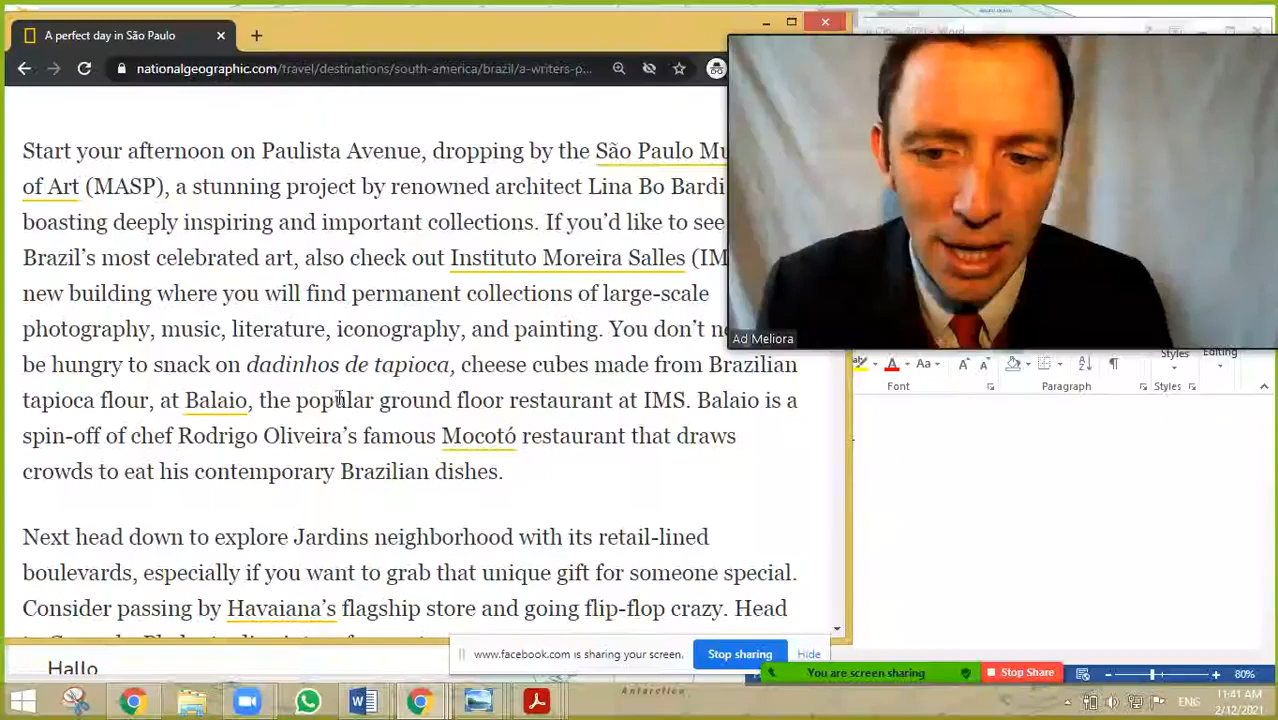 A perfect day in São Paulo
- Word
nationalgeographic.com/travel/destinations/south-america/brazil/a-writers-p...
Start your afternoon on Paulista Avenue, dropping by the São Paulo Mu
of Art (MASP), a stunning project by renowned architect Lina Bo Bardi
boasting deeply inspiring and important collections. If you'd like to see
Brazil's most celebrated art, also check out Instituto Moreira Salles (IM
new building where you will find permanent collections of large-scale
photography, music, literature, iconography, and painting. You don't n
be hungry to snack on dadinhos de tapioca, cheese cubes made from Brazilian
tapioca flour, at Balaio, the popular ground floor restaurant at IMS. Balaio is a
spin-off of chef Rodrigo Oliveira's famous Mocotó restaurant that draws
crowds to eat his contemporary Brazilian dishes.
Next head down to explore Jardins neighborhood with its retail-lined
boulevards, especially if you want to grab that unique gift for someone special.
Consider passing by Havaiana's flagship store and going flip-flop crazy. Head
Ad Meliora
Aa
Styles
Editing
Font
Paragraph
Styles
Hallo
www.facebook.com is sharing your screen.
Stop sharing
Hide
You are screen sharing
Stop Share
80%
Antarctica
ENG
11:41 AM
2/12/2021